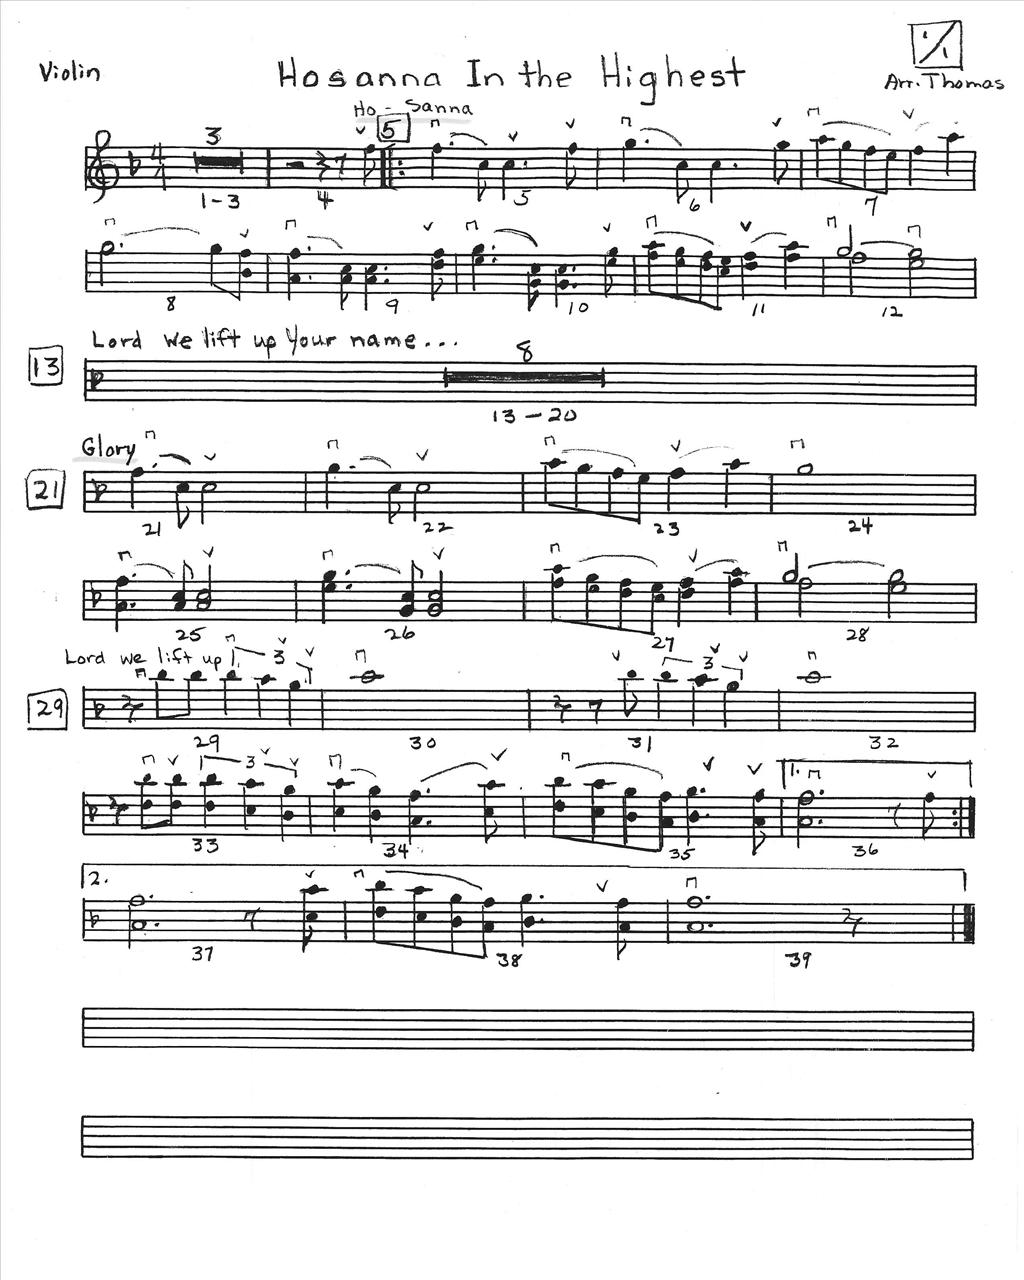 1/1
Violin
Hosanna In the Highest
Arr. Thomas
Ho - Sanna
3 5
4 4
1-3 4 5 6 7
8 9 10 11 12
Lord we lift up Your name...
13 8
13 - 20
Glory
21
21 22 23 24
25 26 27 28
Lord we lift up 3 3
29
29 30 31 32
3 1.
33 34 35 36
2.
37 38 39